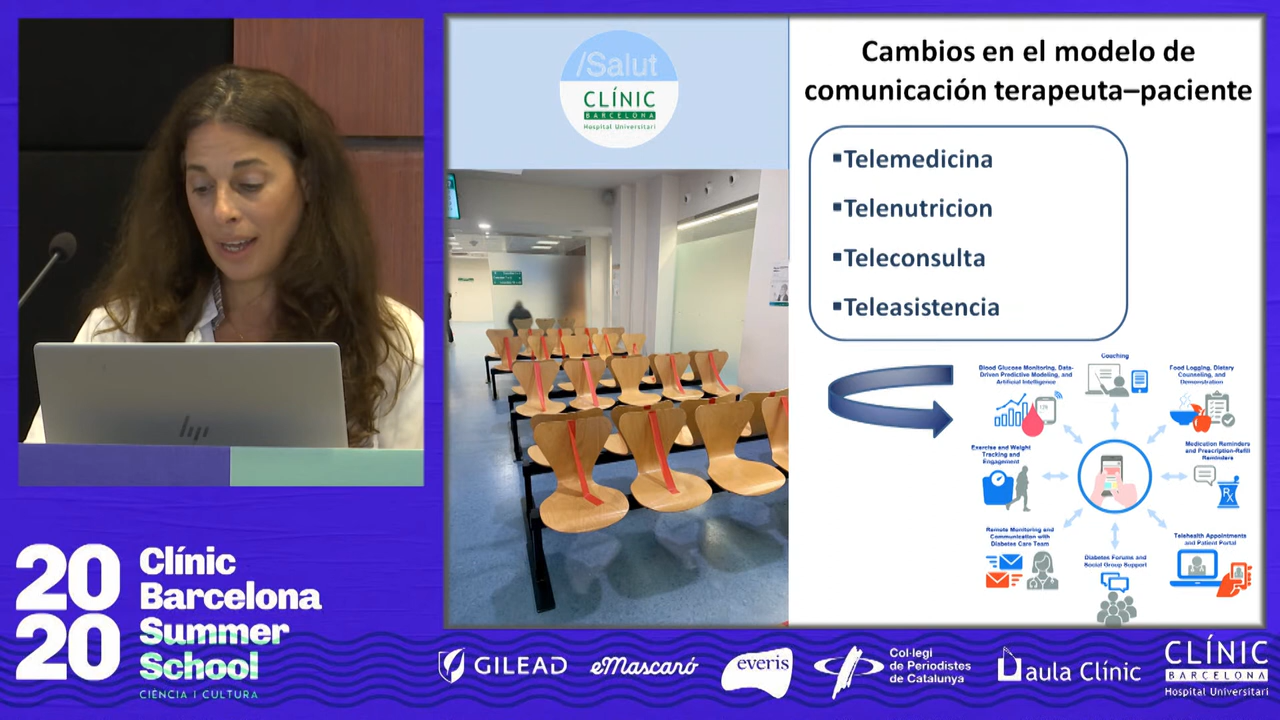 /Salut
CLÍNIC
BARCELONA
Hospital Universitari
Cambios en el modelo de
comunicación terapeuta–paciente
▪Telemedicina
▪Telenutricion
▪Teleconsulta
▪Teleasistencia
Coaching
Blood Glucose Monitoring, Data-
Driven Predictive Modeling, and
Artificial Intelligence
Food Logging, Dietary
Counseling, and
Demonstration
Exercise and Weight
Tracking and
Engagement
Medication Reminders
and Prescription-Refill
Reminders
Remote Monitoring and
Communication with
Diabetes Care Team
Diabetes Forums and
Social Group Support
Telehealth Appointments
and Patient Portal
hp
20
20
Clínic
Barcelona
Summer
School
CIÈNCIA I CULTURA
GILEAD
eMascaró
everis
Col·legi
de Periodistes
de Catalunya
aula Clínic
CLÍNIC
BARCELONA
Hospital Universitari